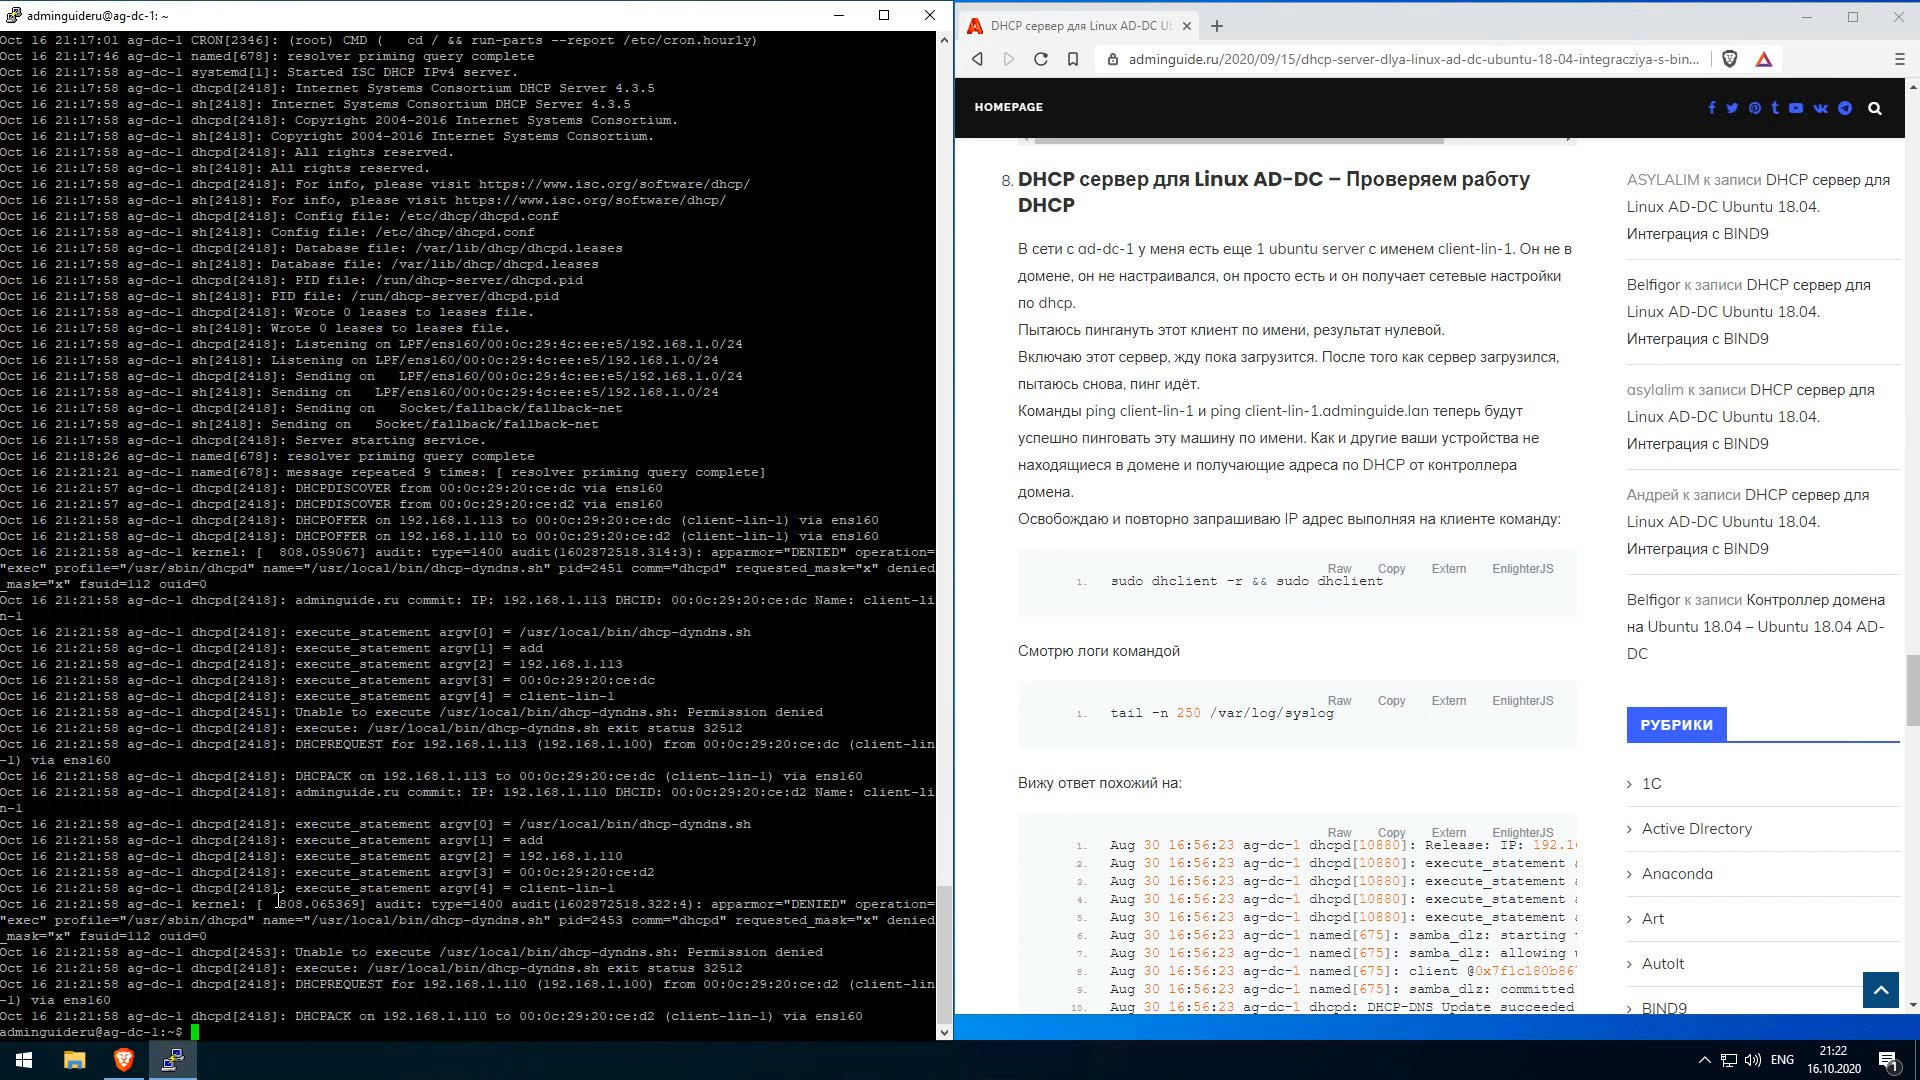 adminguideru@ag-dc-1: ~
Oct 16 21:17:01 ag-dc-1 CRON[2346]: (root) CMD (   cd / && run-parts --report /etc/cron.hourly)
Oct 16 21:17:46 ag-dc-1 named[678]: resolver priming query complete
Oct 16 21:17:58 ag-dc-1 systemd[1]: Started ISC DHCP IPv4 server.
Oct 16 21:17:58 ag-dc-1 dhcpd[2418]: Internet Systems Consortium DHCP Server 4.3.5
Oct 16 21:17:58 ag-dc-1 sh[2418]: Internet Systems Consortium DHCP Server 4.3.5
Oct 16 21:17:58 ag-dc-1 dhcpd[2418]: Copyright 2004-2016 Internet Systems Consortium.
Oct 16 21:17:58 ag-dc-1 sh[2418]: Copyright 2004-2016 Internet Systems Consortium.
Oct 16 21:17:58 ag-dc-1 dhcpd[2418]: All rights reserved.
Oct 16 21:17:58 ag-dc-1 sh[2418]: All rights reserved.
Oct 16 21:17:58 ag-dc-1 dhcpd[2418]: For info, please visit https://www.isc.org/software/dhcp/
Oct 16 21:17:58 ag-dc-1 sh[2418]: For info, please visit https://www.isc.org/software/dhcp/
Oct 16 21:17:58 ag-dc-1 dhcpd[2418]: Config file: /etc/dhcp/dhcpd.conf
Oct 16 21:17:58 ag-dc-1 sh[2418]: Config file: /etc/dhcp/dhcpd.conf
Oct 16 21:17:58 ag-dc-1 dhcpd[2418]: Database file: /var/lib/dhcp/dhcpd.leases
Oct 16 21:17:58 ag-dc-1 sh[2418]: Database file: /var/lib/dhcp/dhcpd.leases
Oct 16 21:17:58 ag-dc-1 dhcpd[2418]: PID file: /run/dhcp-server/dhcpd.pid
Oct 16 21:17:58 ag-dc-1 sh[2418]: PID file: /run/dhcp-server/dhcpd.pid
Oct 16 21:17:58 ag-dc-1 dhcpd[2418]: Wrote 0 leases to leases file.
Oct 16 21:17:58 ag-dc-1 sh[2418]: Wrote 0 leases to leases file.
Oct 16 21:17:58 ag-dc-1 dhcpd[2418]: Listening on LPF/ens160/00:0c:29:4c:ee:e5/192.168.1.0/24
Oct 16 21:17:58 ag-dc-1 sh[2418]: Listening on LPF/ens160/00:0c:29:4c:ee:e5/192.168.1.0/24
Oct 16 21:17:58 ag-dc-1 dhcpd[2418]: Sending on   LPF/ens160/00:0c:29:4c:ee:e5/192.168.1.0/24
Oct 16 21:17:58 ag-dc-1 sh[2418]: Sending on   LPF/ens160/00:0c:29:4c:ee:e5/192.168.1.0/24
Oct 16 21:17:58 ag-dc-1 dhcpd[2418]: Sending on   Socket/fallback/fallback-net
Oct 16 21:17:58 ag-dc-1 sh[2418]: Sending on   Socket/fallback/fallback-net
Oct 16 21:17:58 ag-dc-1 dhcpd[2418]: Server starting service.
Oct 16 21:18:26 ag-dc-1 named[678]: resolver priming query complete
Oct 16 21:21:21 ag-dc-1 named[678]: message repeated 9 times: [ resolver priming query complete]
Oct 16 21:21:57 ag-dc-1 dhcpd[2418]: DHCPDISCOVER from 00:0c:29:20:ce:dc via ens160
Oct 16 21:21:57 ag-dc-1 dhcpd[2418]: DHCPDISCOVER from 00:0c:29:20:ce:d2 via ens160
Oct 16 21:21:58 ag-dc-1 dhcpd[2418]: DHCPOFFER on 192.168.1.113 to 00:0c:29:20:ce:dc (client-lin-1) via ens160
Oct 16 21:21:58 ag-dc-1 dhcpd[2418]: DHCPOFFER on 192.168.1.110 to 00:0c:29:20:ce:d2 (client-lin-1) via ens160
Oct 16 21:21:58 ag-dc-1 kernel: [  808.059067] audit: type=1400 audit(1602872518.314:3): apparmor="DENIED" operation=
"exec" profile="/usr/sbin/dhcpd" name="/usr/local/bin/dhcp-dyndns.sh" pid=2451 comm="dhcpd" requested_mask="x" denied
_mask="x" fsuid=112 ouid=0
Oct 16 21:21:58 ag-dc-1 dhcpd[2418]: adminguide.ru commit: IP: 192.168.1.113 DHCID: 00:0c:29:20:ce:dc Name: client-li
n-1
Oct 16 21:21:58 ag-dc-1 dhcpd[2418]: execute_statement argv[0] = /usr/local/bin/dhcp-dyndns.sh
Oct 16 21:21:58 ag-dc-1 dhcpd[2418]: execute_statement argv[1] = add
Oct 16 21:21:58 ag-dc-1 dhcpd[2418]: execute_statement argv[2] = 192.168.1.113
Oct 16 21:21:58 ag-dc-1 dhcpd[2418]: execute_statement argv[3] = 00:0c:29:20:ce:dc
Oct 16 21:21:58 ag-dc-1 dhcpd[2418]: execute_statement argv[4] = client-lin-1
Oct 16 21:21:58 ag-dc-1 dhcpd[2451]: Unable to execute /usr/local/bin/dhcp-dyndns.sh: Permission denied
Oct 16 21:21:58 ag-dc-1 dhcpd[2418]: execute: /usr/local/bin/dhcp-dyndns.sh exit status 32512
Oct 16 21:21:58 ag-dc-1 dhcpd[2418]: DHCPREQUEST for 192.168.1.113 (192.168.1.100) from 00:0c:29:20:ce:dc (client-lin
-1) via ens160
Oct 16 21:21:58 ag-dc-1 dhcpd[2418]: DHCPACK on 192.168.1.113 to 00:0c:29:20:ce:dc (client-lin-1) via ens160
Oct 16 21:21:58 ag-dc-1 dhcpd[2418]: adminguide.ru commit: IP: 192.168.1.110 DHCID: 00:0c:29:20:ce:d2 Name: client-li
n-1
Oct 16 21:21:58 ag-dc-1 dhcpd[2418]: execute_statement argv[0] = /usr/local/bin/dhcp-dyndns.sh
Oct 16 21:21:58 ag-dc-1 dhcpd[2418]: execute_statement argv[1] = add
Oct 16 21:21:58 ag-dc-1 dhcpd[2418]: execute_statement argv[2] = 192.168.1.110
Oct 16 21:21:58 ag-dc-1 dhcpd[2418]: execute_statement argv[3] = 00:0c:29:20:ce:d2
Oct 16 21:21:58 ag-dc-1 dhcpd[2418]: execute_statement argv[4] = client-lin-1
Oct 16 21:21:58 ag-dc-1 kernel: [  808.065369] audit: type=1400 audit(1602872518.322:4): apparmor="DENIED" operation=
"exec" profile="/usr/sbin/dhcpd" name="/usr/local/bin/dhcp-dyndns.sh" pid=2453 comm="dhcpd" requested_mask="x" denied
_mask="x" fsuid=112 ouid=0
Oct 16 21:21:58 ag-dc-1 dhcpd[2453]: Unable to execute /usr/local/bin/dhcp-dyndns.sh: Permission denied
Oct 16 21:21:58 ag-dc-1 dhcpd[2418]: execute: /usr/local/bin/dhcp-dyndns.sh exit status 32512
Oct 16 21:21:58 ag-dc-1 dhcpd[2418]: DHCPREQUEST for 192.168.1.110 (192.168.1.100) from 00:0c:29:20:ce:d2 (client-lin
-1) via ens160
Oct 16 21:21:58 ag-dc-1 dhcpd[2418]: DHCPACK on 192.168.1.110 to 00:0c:29:20:ce:d2 (client-lin-1) via ens160
adminguideru@ag-dc-1:~$
DHCP сервер для Linux AD-DC U
adminguide.ru/2020/09/15/dhcp-server-dlya-linux-ad-dc-ubuntu-18-04-integracziya-s-bin...
HOMEPAGE
8. DHCP сервер для Linux AD-DC – Проверяем работу
DHCP
В сети с ad-dc-1 у меня есть еще 1 ubuntu server с именем client-lin-1. Он не в
домене, он не настраивался, он просто есть и он получает сетевые настройки
по dhcp.
Пытаюсь пингануть этот клиент по имени, результат нулевой.
Включаю этот сервер, жду пока загрузится. После того как сервер загрузился,
пытаюсь снова, пинг идёт.
Команды ping client-lin-1 и ping client-lin-1.adminguide.lan теперь будут
успешно пинговать эту машину по имени. Как и другие ваши устройства не
находящиеся в домене и получающие адреса по DHCP от контроллера
домена.
Освобождаю и повторно запрашиваю IP адрес выполняя на клиенте команду:
Raw Copy Extern EnlighterJS
1. sudo dhclient -r && sudo dhclient
Смотрю логи командой
Raw Copy Extern EnlighterJS
1. tail -n 250 /var/log/syslog
Вижу ответ похожий на:
Raw Copy Extern EnlighterJS
1. Aug 30 16:56:23 ag-dc-1 dhcpd[10880]: Release: IP: 192.1
2. Aug 30 16:56:23 ag-dc-1 dhcpd[10880]: execute_statement
3. Aug 30 16:56:23 ag-dc-1 dhcpd[10880]: execute_statement
4. Aug 30 16:56:23 ag-dc-1 dhcpd[10880]: execute_statement
5. Aug 30 16:56:23 ag-dc-1 dhcpd[10880]: execute_statement
6. Aug 30 16:56:23 ag-dc-1 named[675]: samba_dlz: starting
7. Aug 30 16:56:23 ag-dc-1 named[675]: samba_dlz: allowing
8. Aug 30 16:56:23 ag-dc-1 named[675]: client @0x7f1c180b86
9. Aug 30 16:56:23 ag-dc-1 named[675]: samba_dlz: committed
10. Aug 30 16:56:23 ag-dc-1 dhcpd: DHCP-DNS Update succeeded
ASYLALIM к записи DHCP сервер для
Linux AD-DC Ubuntu 18.04.
Интеграция с BIND9
Belfigor к записи DHCP сервер для
Linux AD-DC Ubuntu 18.04.
Интеграция с BIND9
asylalim к записи DHCP сервер для
Linux AD-DC Ubuntu 18.04.
Интеграция с BIND9
Андрей к записи DHCP сервер для
Linux AD-DC Ubuntu 18.04.
Интеграция с BIND9
Belfigor к записи Контроллер домена
на Ubuntu 18.04 – Ubuntu 18.04 AD-
DC
РУБРИКИ
1C
Active DIrectory
Anaconda
Art
AutoIt
BIND9
ENG
21:22
16.10.2020
1